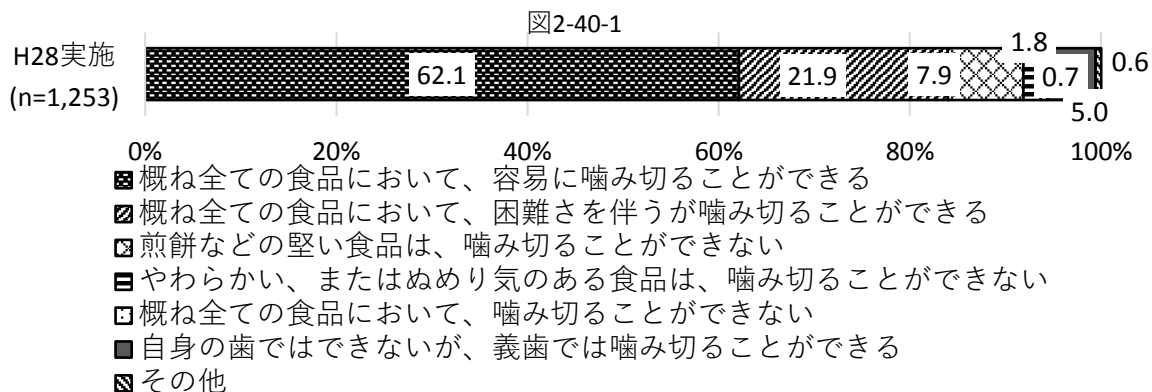 図2-40-1
H28実施
(n=1,253)
62.1
21.9
7.9
1.8
0.7
5.0
0.6
0%
20%
40%
60%
80%
100%
概ね全ての食品において、容易に噛み切ることができる
概ね全ての食品において、困難さを伴うが噛み切ることができる
煎餅などの堅い食品は、噛み切ることができない
やわらかい、またはぬめり気のある食品は、噛み切ることができない
概ね全ての食品において、噛み切ることができない
自身の歯ではできないが、義歯では噛み切ることができる
その他